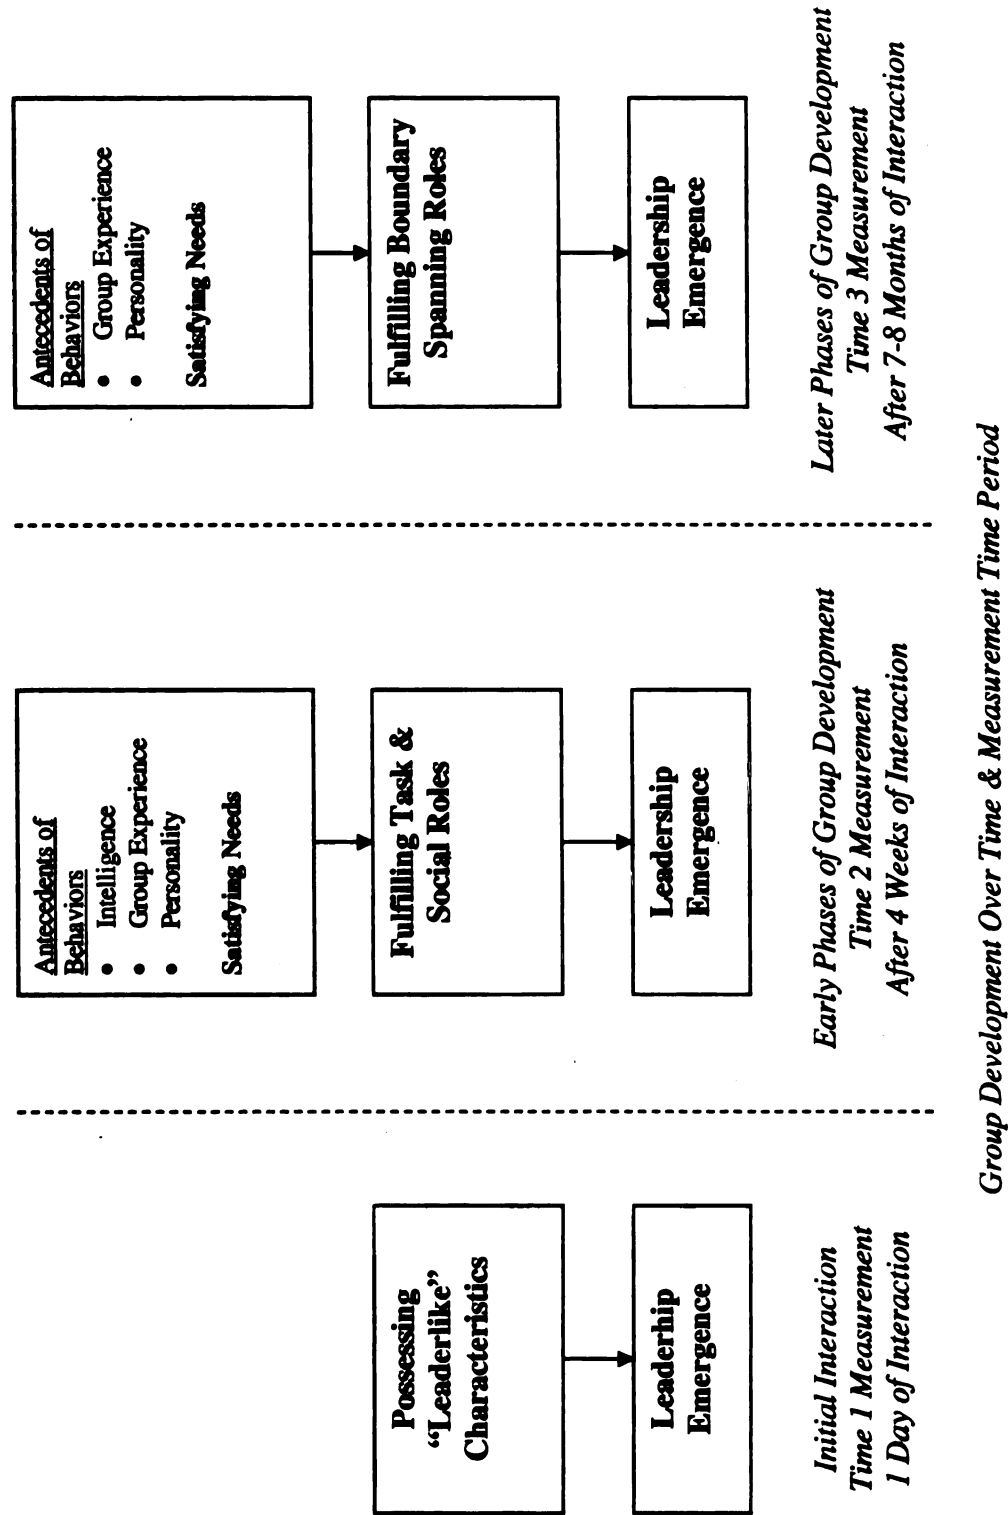 Possessing
“Leaderlike”
Characteristics
Leaderhip
Emergence
Initial Interaction
Time 1 Measurement
1 Day of Interaction
Antecedents of
Behaviors
• Intelligence
• Group Experience
• Personality
Satisfying Needs
Fulfilling Task &
Social Roles
Leadership
Emergence
Early Phases of Group Development
Time 2 Measurement
After 4 Weeks of Interaction
Antecedents of
Behaviors
• Group Experience
• Personality
Satisfying Needs
Fulfilling Boundary
Spanning Roles
Leadership
Emergence
Later Phases of Group Development
Time 3 Measurement
After 7-8 Months of Interaction
Group Development Over Time & Measurement Time Period